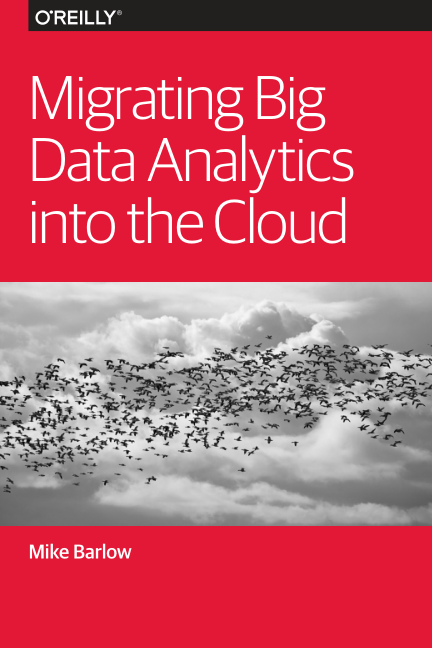 O'REILLY®
Migrating Big
Data Analytics
into the Cloud
Mike Barlow